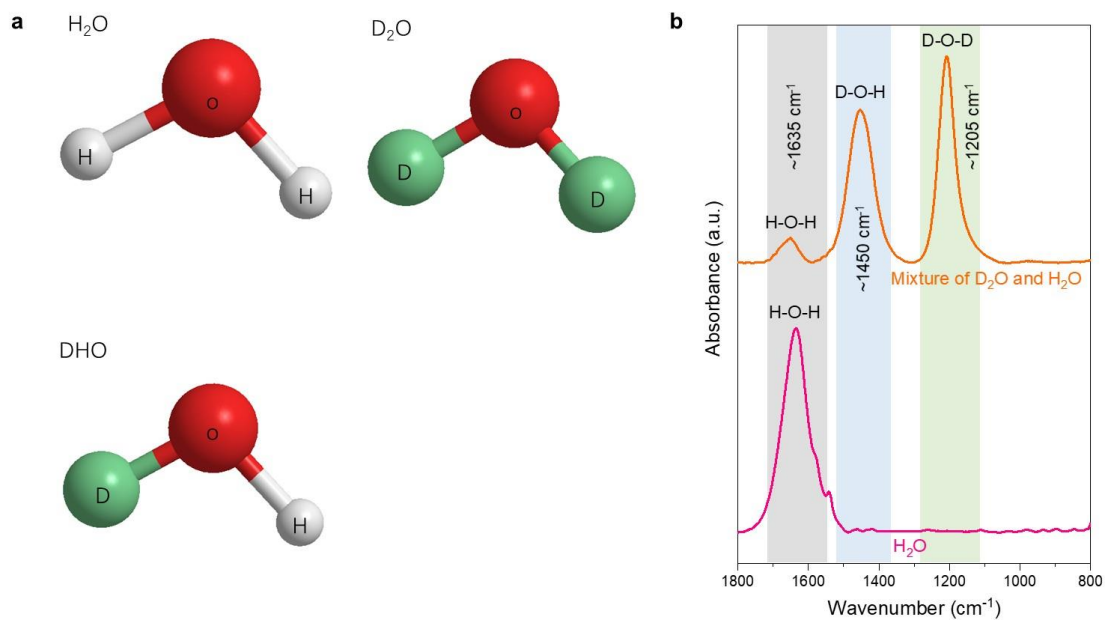 a
H₂O
O
H
H
D₂O
O
D
D
DHO
O
D
H
b
D-O-D
D-O-H
~1635 cm⁻¹
~1205 cm⁻¹
H-O-H
~1450 cm⁻¹
Mixture of D₂O and H₂O
H-O-H
H₂O
Absorbance (a.u.)
1800 1600 1400 1200 1000 800
Wavenumber (cm⁻¹)